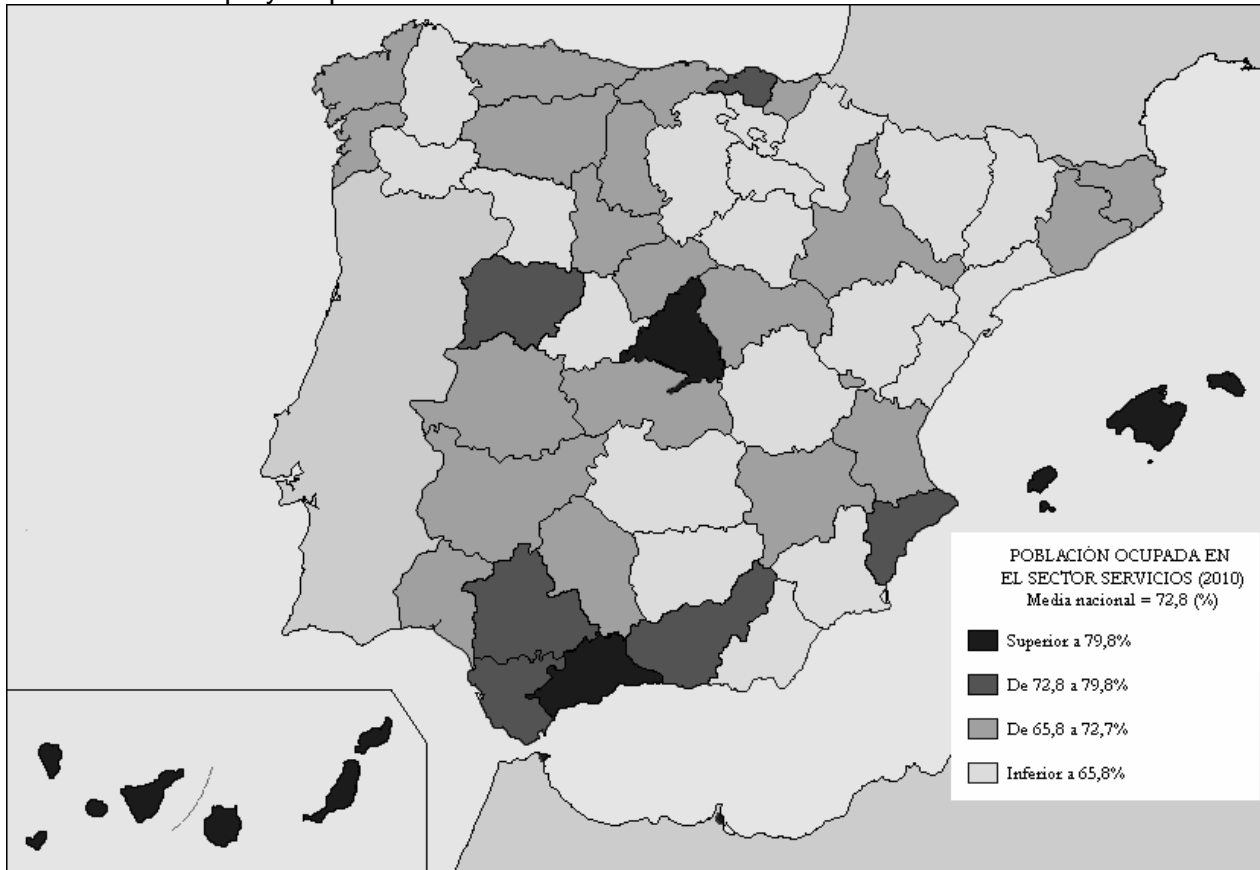 POBLACIÓN OCUPADA EN
EL SECTOR SERVICIOS (2010)
Media nacional = 72,8 (%)
Superior a 79,8%
De 72,8 a 79,8%
De 65,8 a 72,7%
Inferior a 65,8%